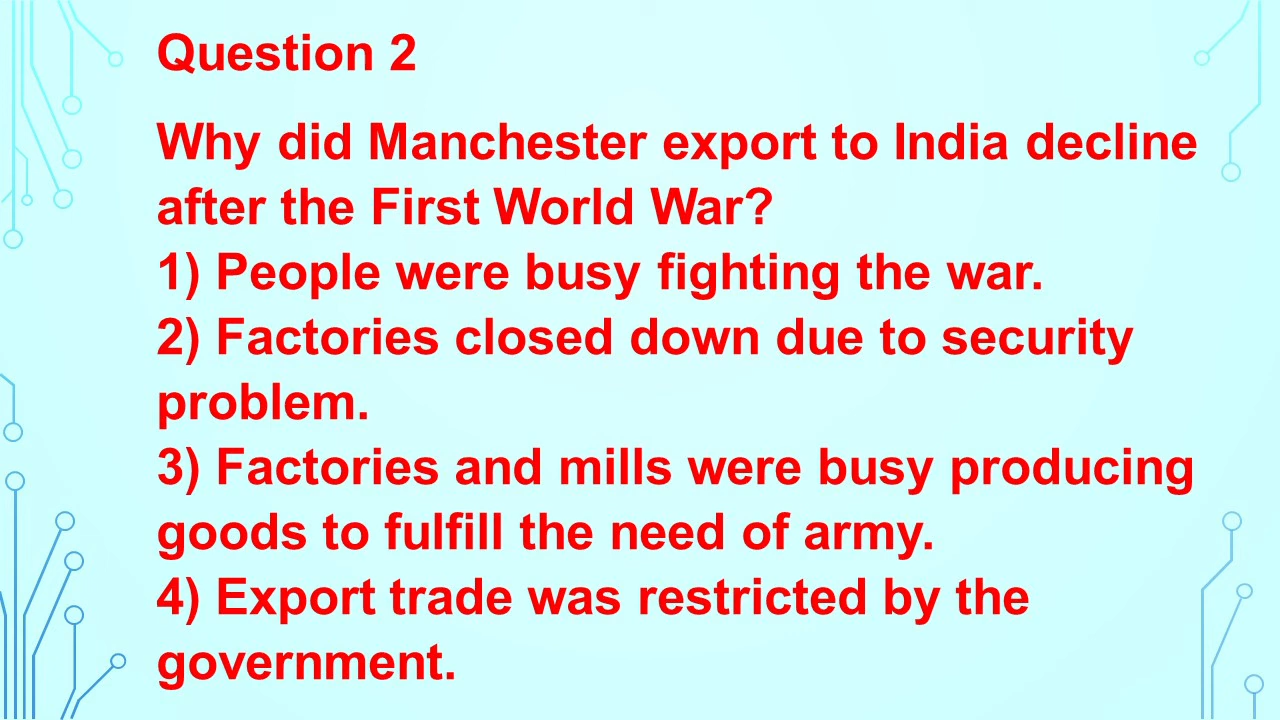 Question 2
Why did Manchester export to India decline
after the First World War?
1) People were busy fighting the war.
2) Factories closed down due to security
problem.
3) Factories and mills were busy producing
goods to fulfill the need of army.
4) Export trade was restricted by the
government.